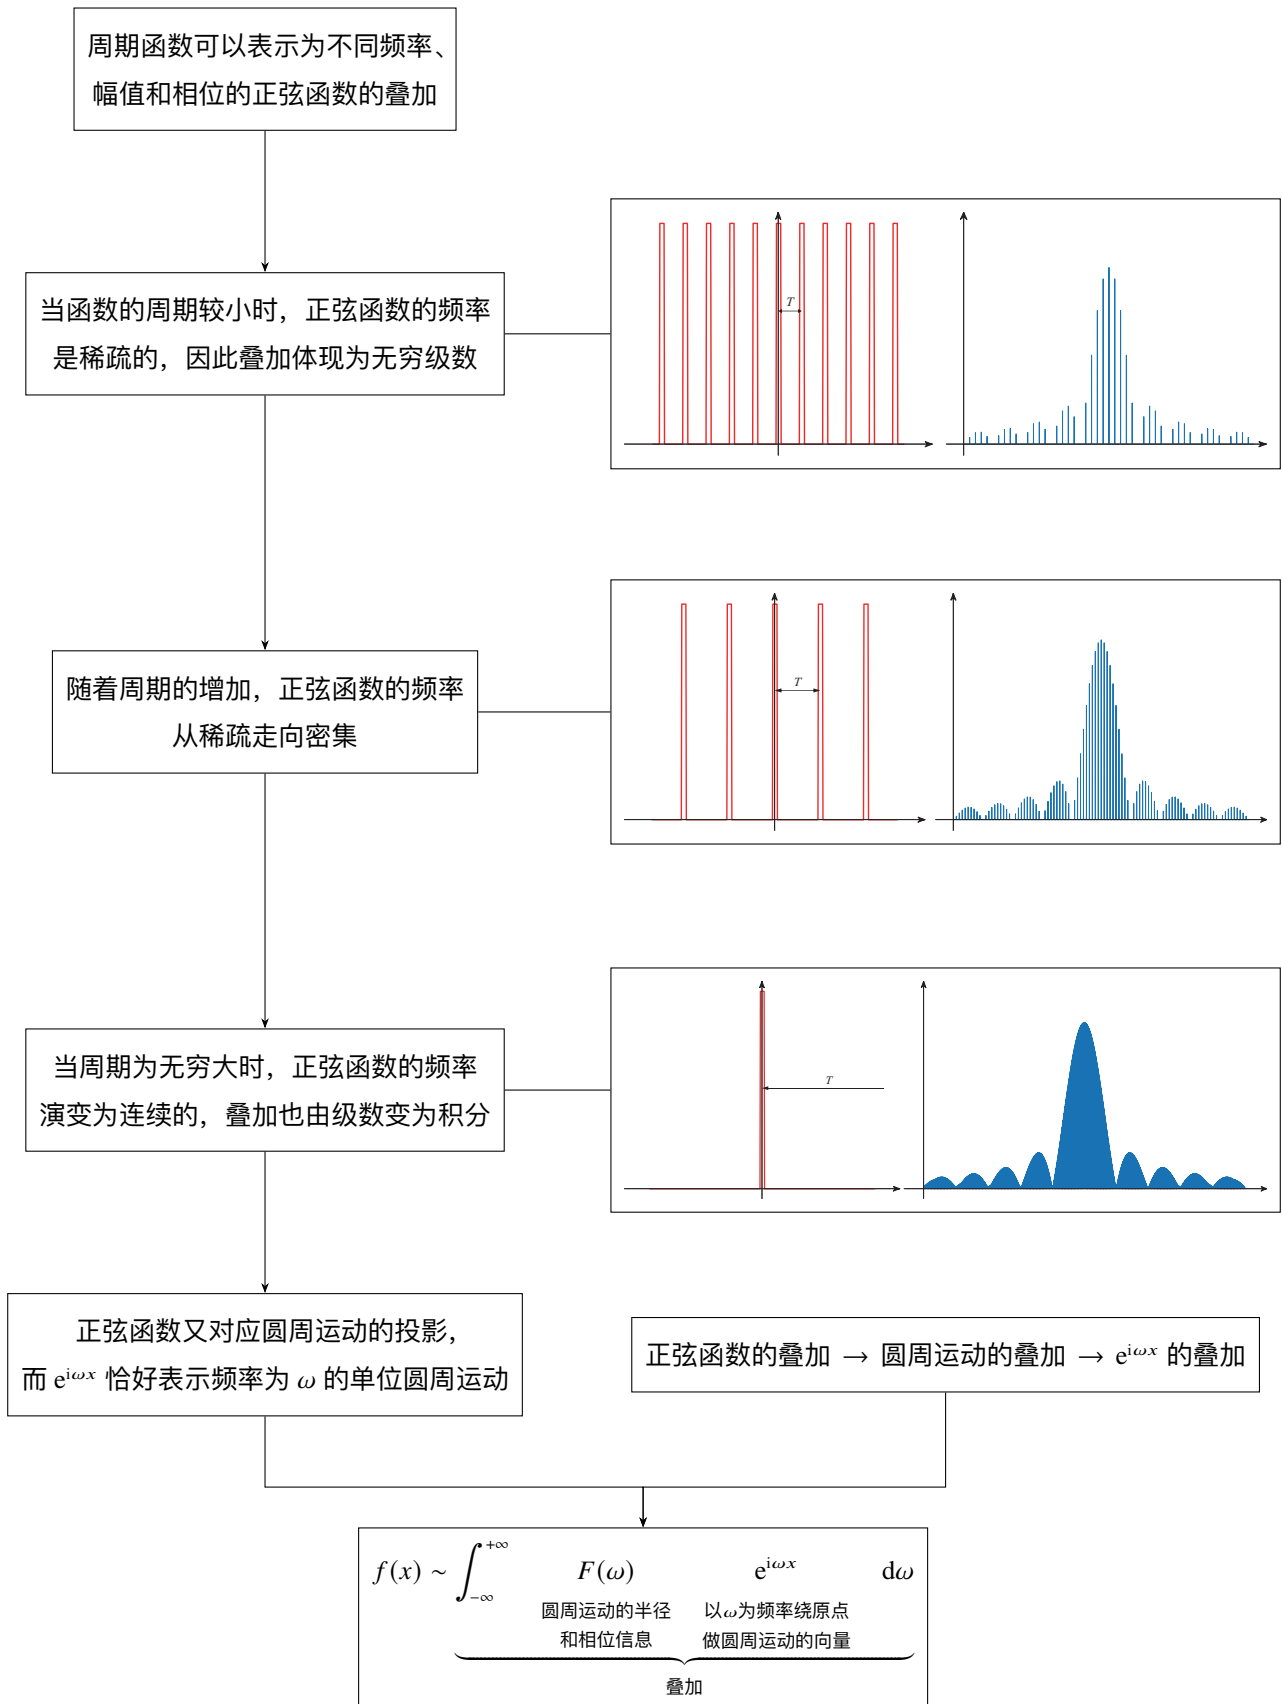 周期函数可以表示为不同频率、
幅值和相位的正弦函数的叠加
T
当函数的周期较小时，正弦函数的频率
是稀疏的，因此叠加体现为无穷级数
T
随着周期的增加，正弦函数的频率
从稀疏走向密集
T
当周期为无穷大时，正弦函数的频率
演变为连续的，叠加也由级数变为积分
正弦函数又对应圆周运动的投影，
而 e^{iωx} 恰好表示频率为 ω 的单位圆周运动
正弦函数的叠加 → 圆周运动的叠加 → e^{iωx} 的叠加
f(x) ~ ∫_{-∞}^{+∞} F(ω) e^{iωx} dω
圆周运动的半径 以ω为频率绕原点
和相位信息 做圆周运动的向量
叠加